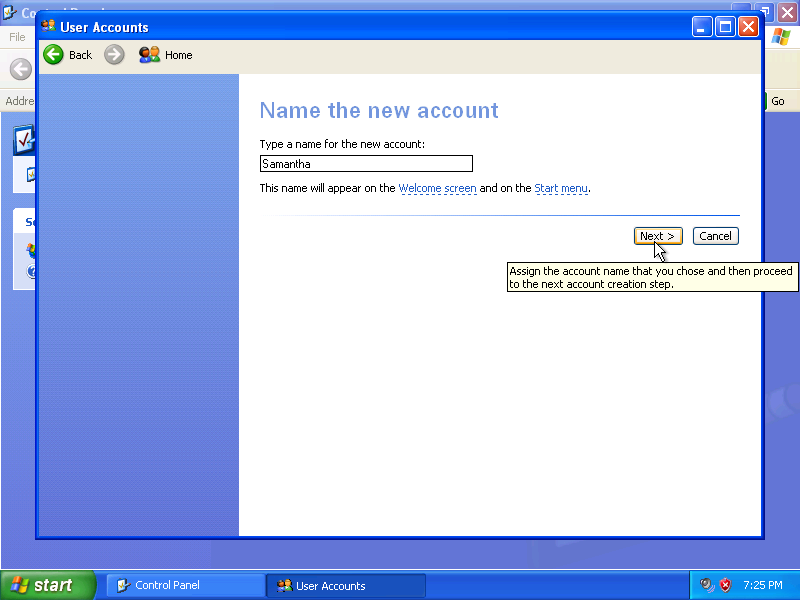 User Accounts
File
Back
Home
Addre
Go
Name the new account
Type a name for the new account:
Samantha
This name will appear on the Welcome screen and on the Start menu.
Next >
Cancel
Assign the account name that you chose and then proceed
to the next account creation step.
Se
start
Control Panel
User Accounts
7:25 PM